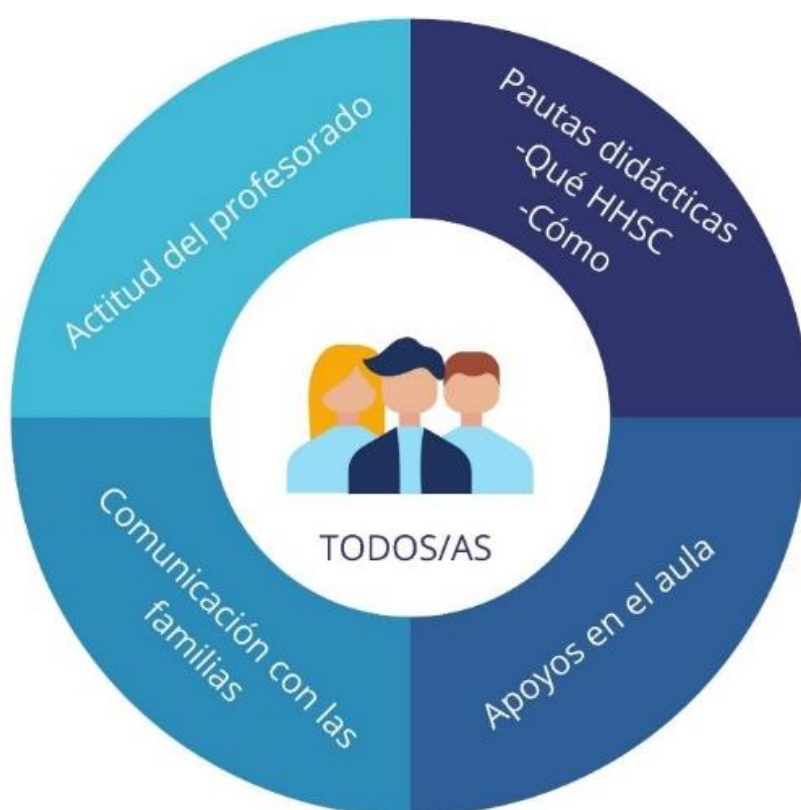 Actitud del profesorado
Pautas didácticas
-Qué HHSC
-Cómo
TODOS/AS
Comunicación con las
familias
Apoyos en el aula